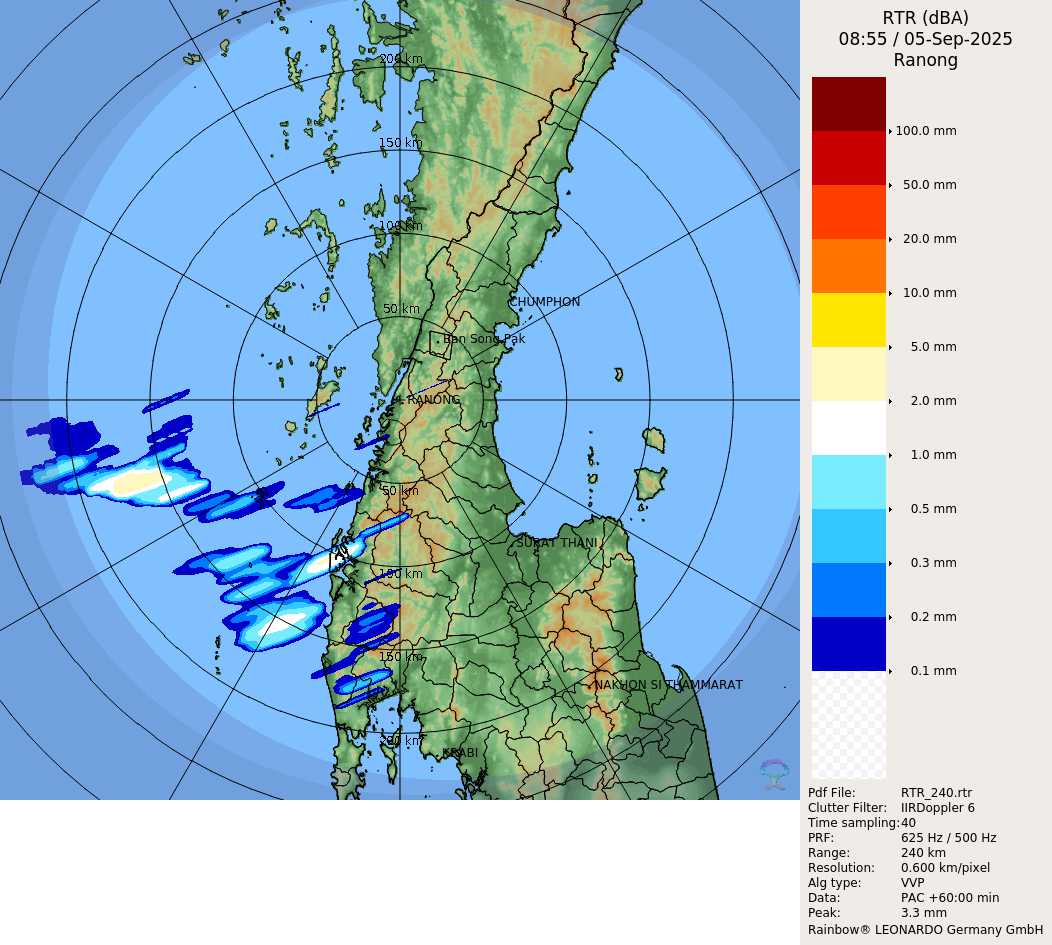 RTR (dBA)
08:55 / 05-Sep-2025
Ranong
100.0 mm
50.0 mm
20.0 mm
10.0 mm
5.0 mm
2.0 mm
1.0 mm
0.5 mm
0.3 mm
0.2 mm
0.1 mm
200 km
150 km
100 km
CHUMPHON
50 km
Ban Song Pak
RANONG
50 km
SURAT THANI
100 km
150 km
NAKHON SI THAMMARAT
200 km
KRABI
Pdf File: RTR_240.rtr
Clutter Filter: IIRDoppler 6
Time sampling:40
PRF: 625 Hz / 500 Hz
Range: 240 km
Resolution: 0.600 km/pixel
Alg type: VVP
Data: PAC +60:00 min
Peak: 3.3 mm
Rainbow® LEONARDO Germany GmbH